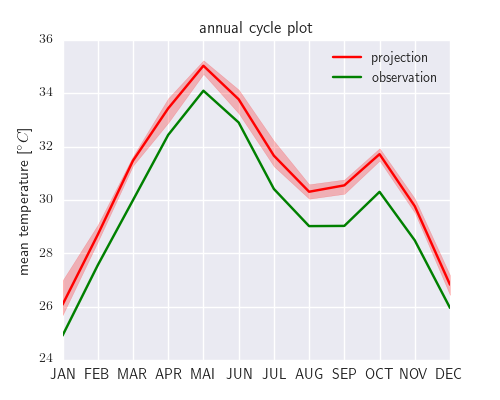 annual cycle plot
projection
observation
mean temperature [°C]
36
34
32
30
28
26
24
JAN FEB MAR APR MAI JUN JUL AUG SEP OCT NOV DEC